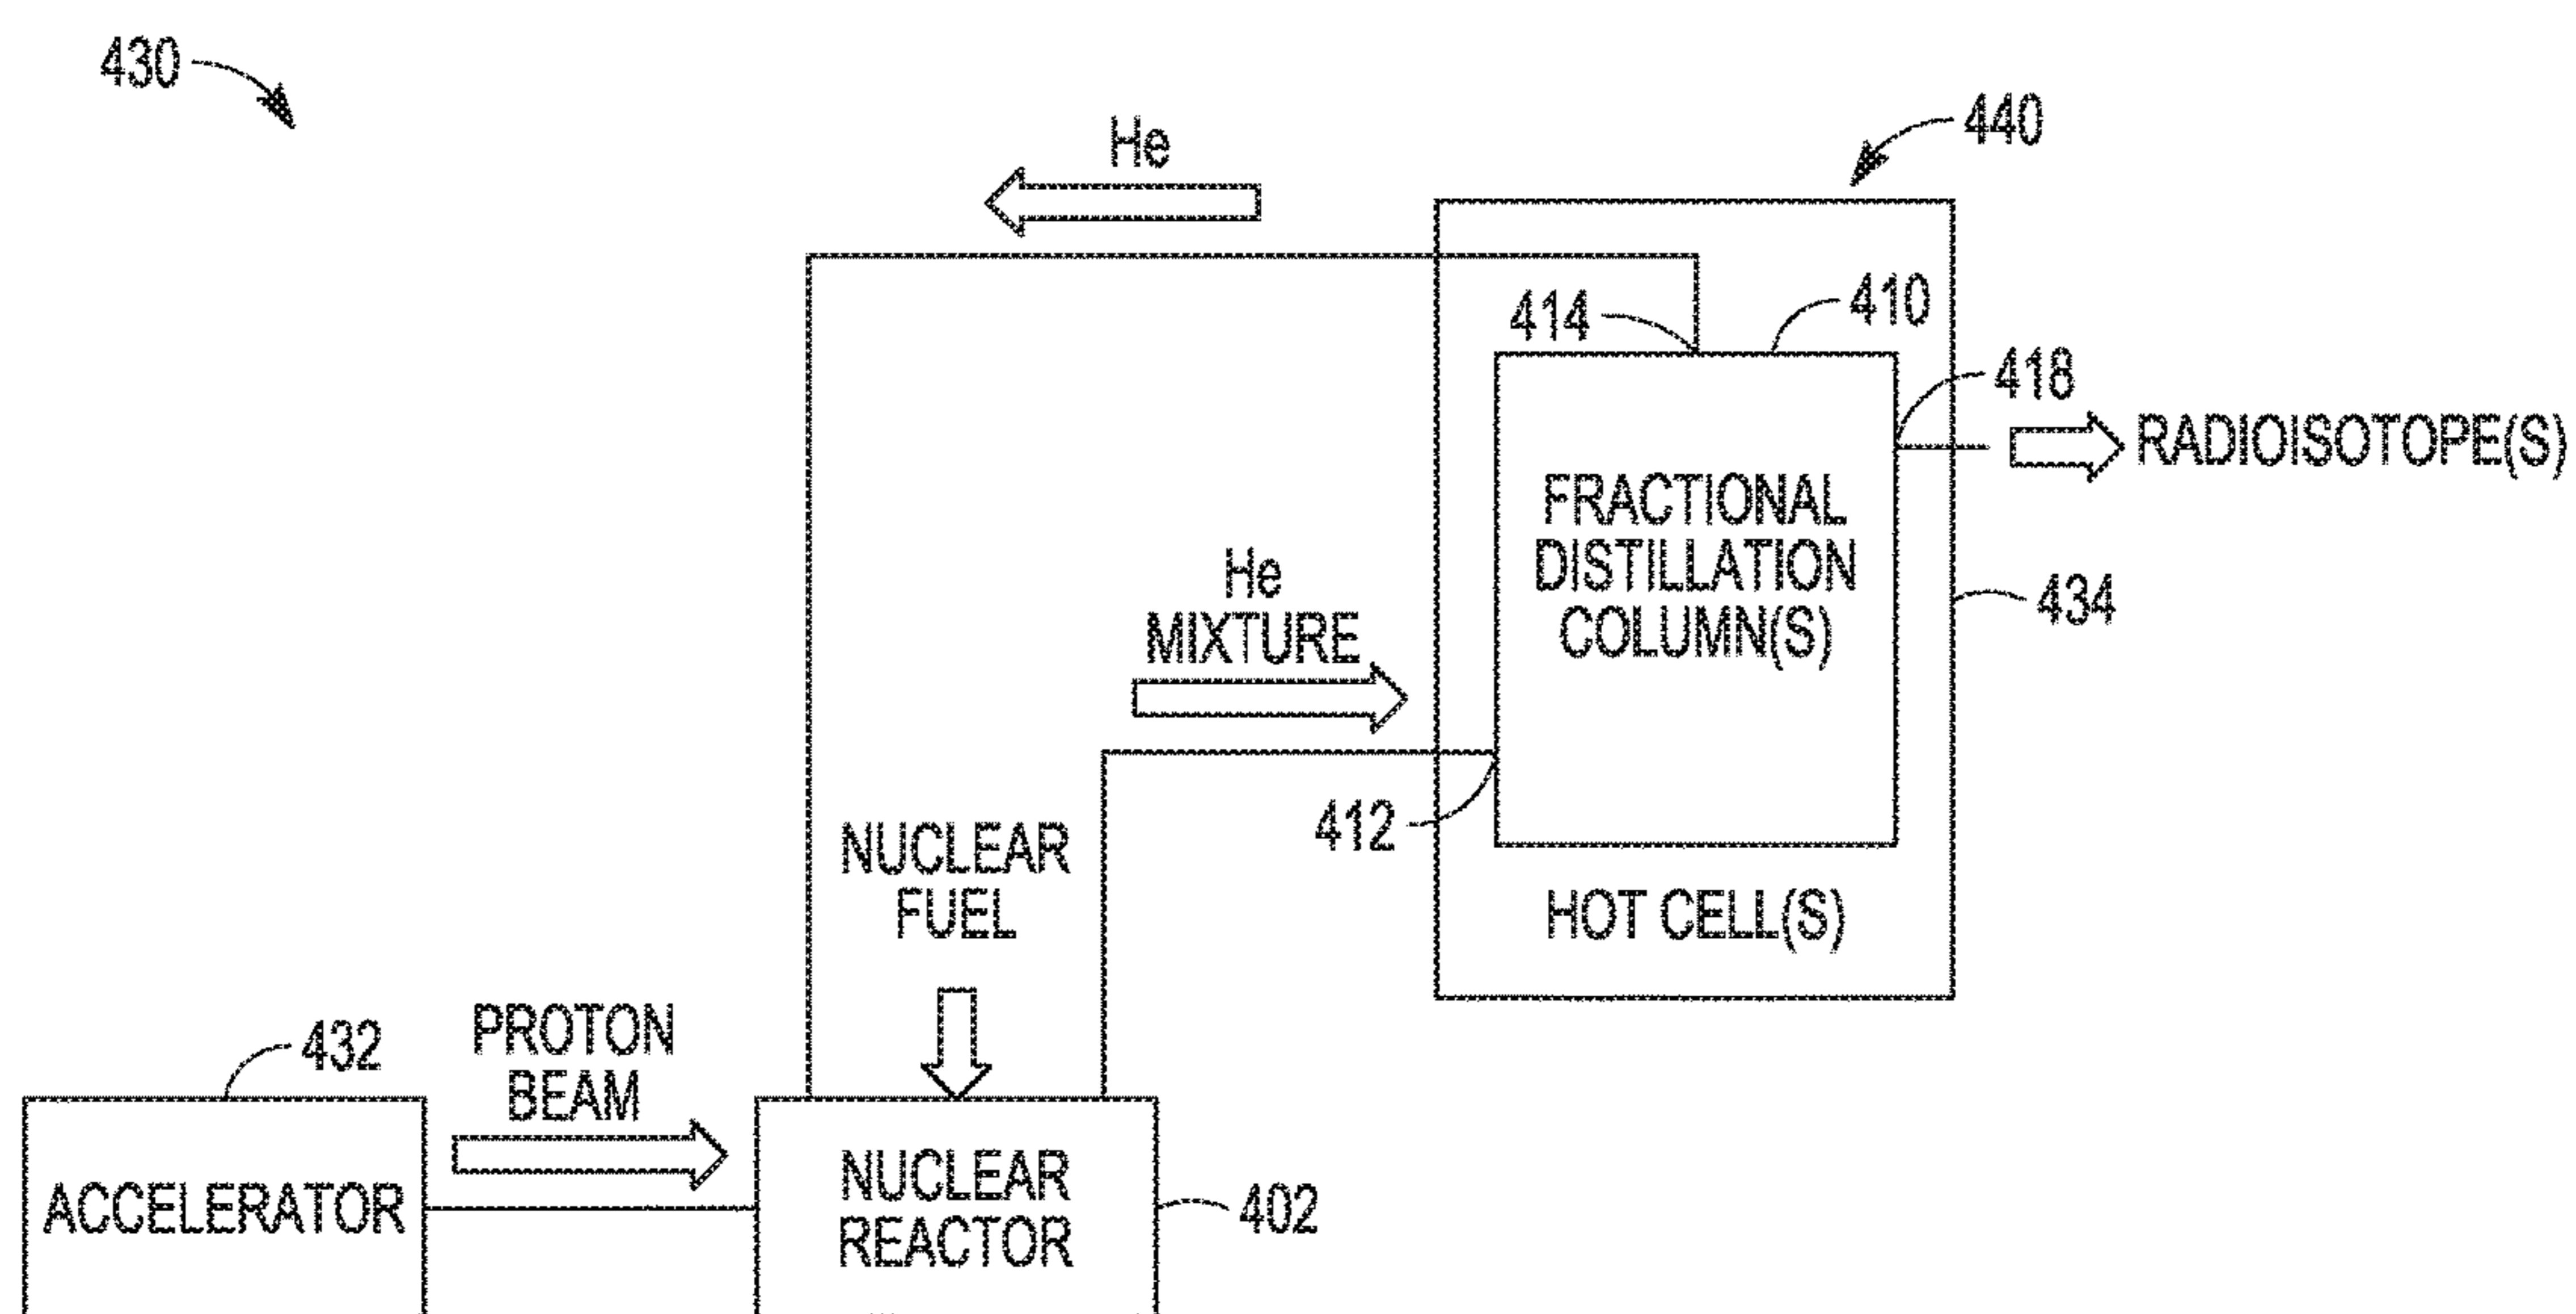 430
440
He
414
410
418
RADIOISOTOPE(S)
FRACTIONAL
DISTILLATION
COLUMN(S)
He
MIXTURE
434
412
NUCLEAR
FUEL
HOT CELL(S)
PROTON
BEAM
432
ACCELERATOR
NUCLEAR
REACTOR
402